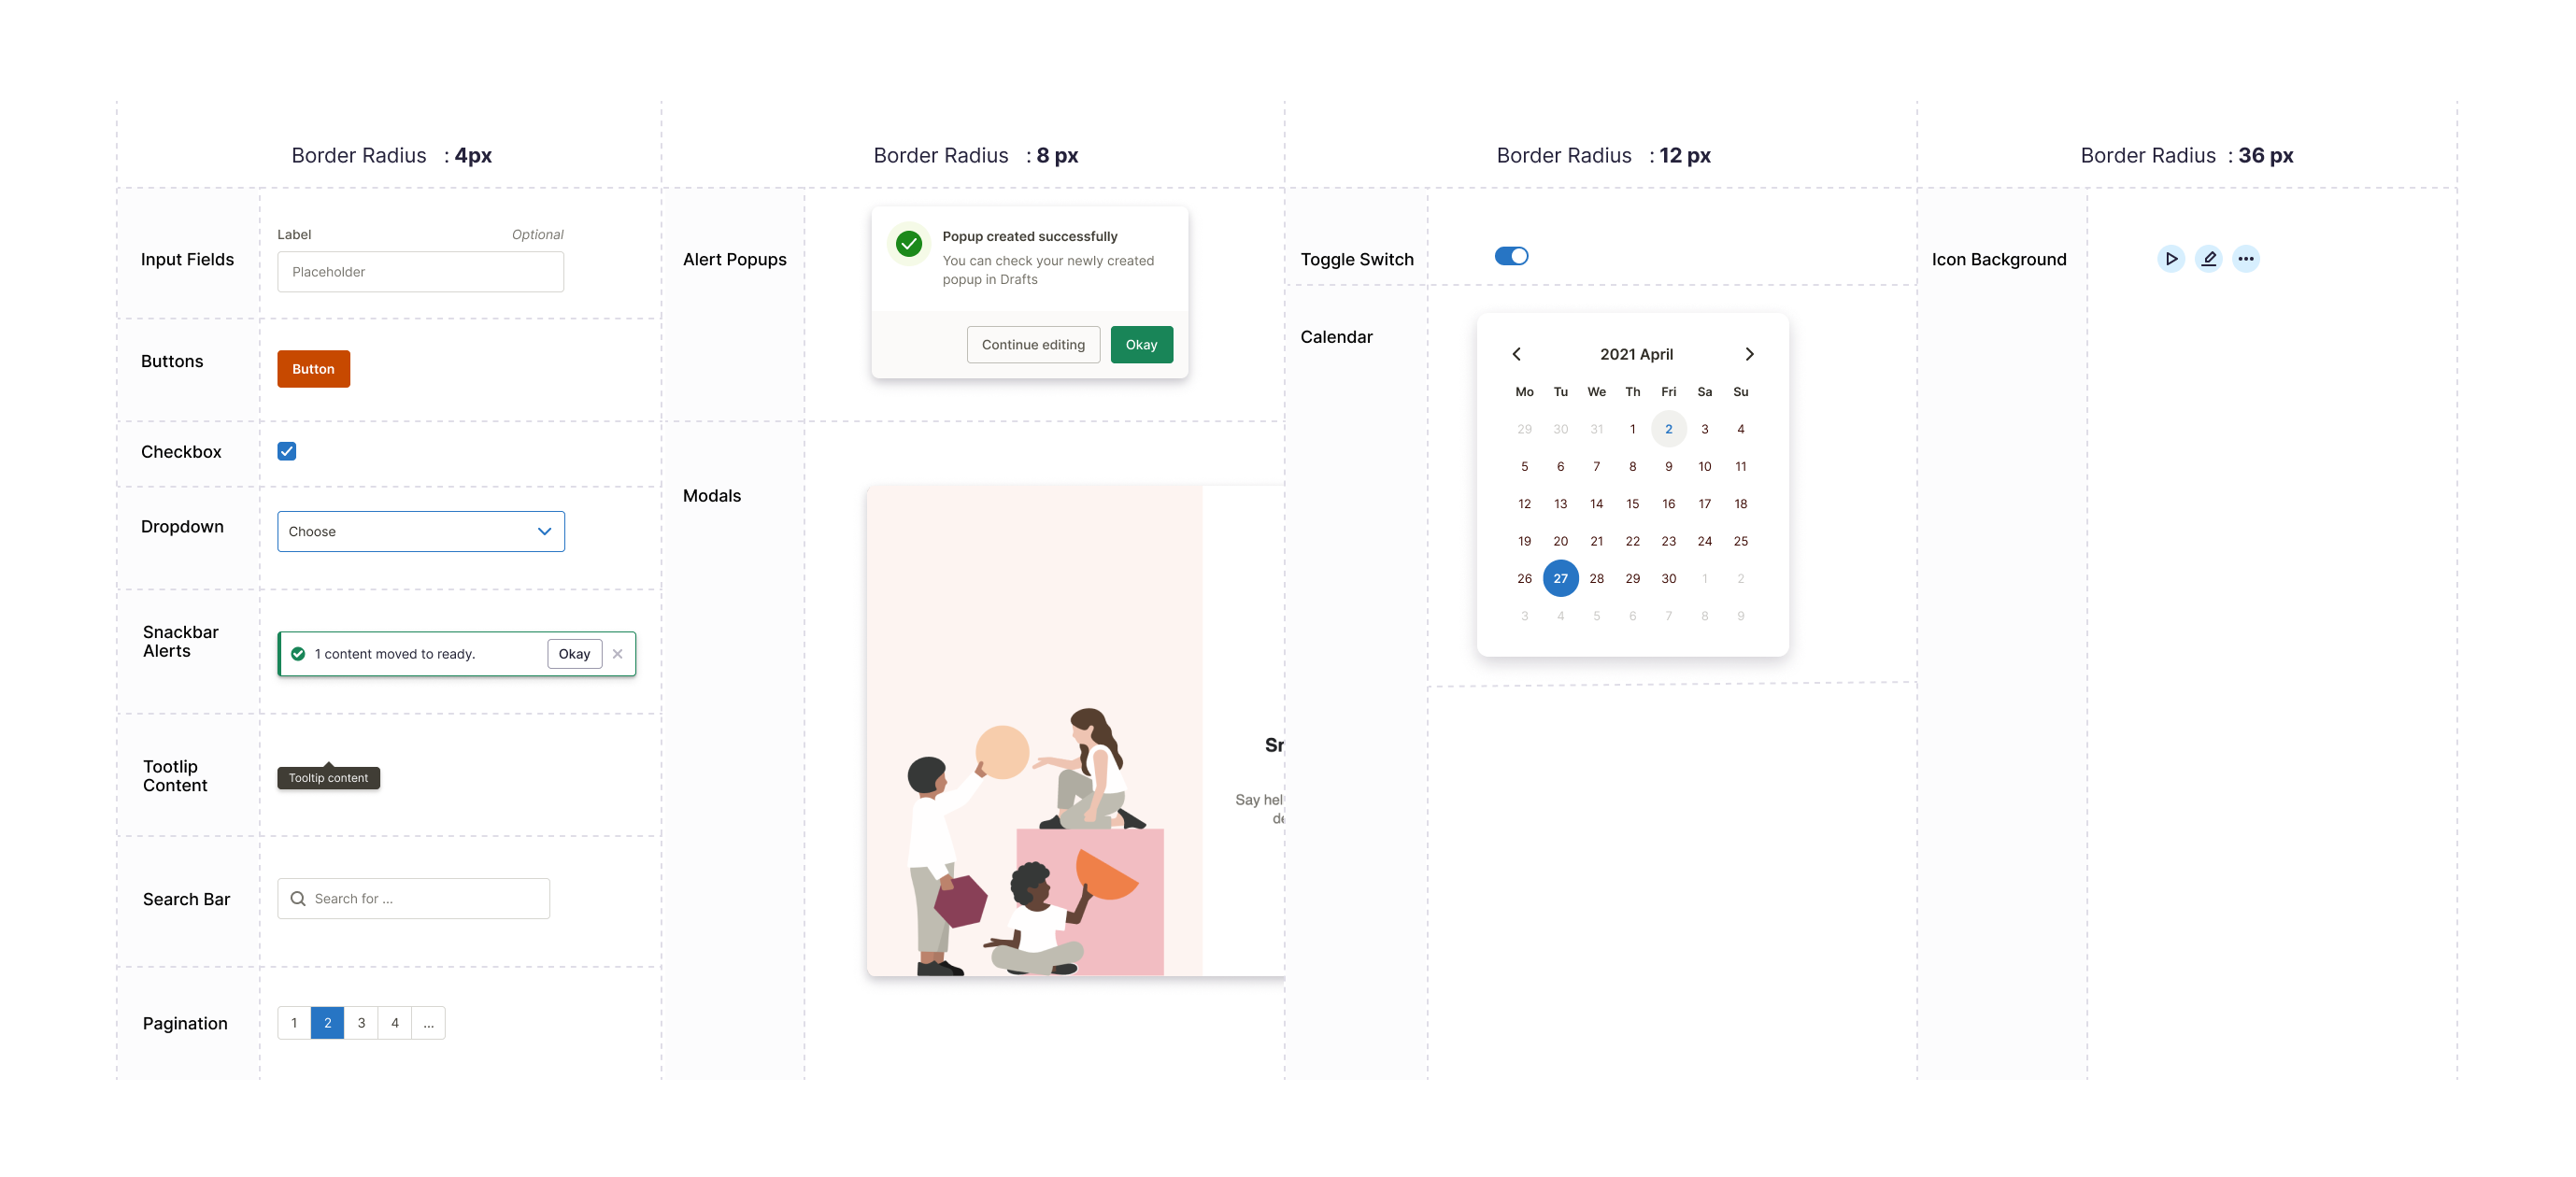 Border Radius : 4px
Input Fields
Label
Optional
Placeholder
Buttons
Button
Checkbox
Dropdown
Choose
Snackbar
Alerts
1 content moved to ready.
Okay
Tootlip
Content
Tooltip content
Search Bar
Search for ...
Pagination
1 2 3 4 ...
Border Radius : 8 px
Alert Popups
Popup created successfully
You can check your newly created
popup in Drafts
Continue editing
Okay
Modals
Sr
Say hel
de
Border Radius : 12 px
Toggle Switch
Calendar
2021 April
Mo Tu We Th Fri Sa Su
29 30 31 1 2 3 4
5 6 7 8 9 10 11
12 13 14 15 16 17 18
19 20 21 22 23 24 25
26 27 28 29 30 1 2
3 4 5 6 7 8 9
Border Radius : 36 px
Icon Background